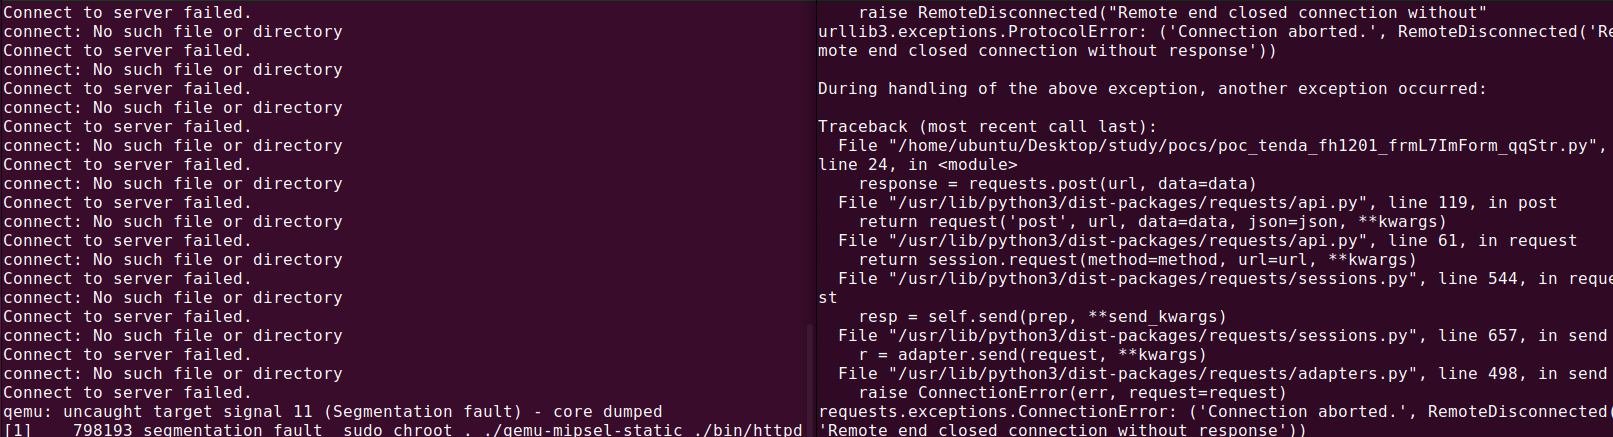 Connect to server failed.
connect: No such file or directory
Connect to server failed.
connect: No such file or directory
Connect to server failed.
connect: No such file or directory
Connect to server failed.
connect: No such file or directory
Connect to server failed.
connect: No such file or directory
Connect to server failed.
connect: No such file or directory
Connect to server failed.
connect: No such file or directory
Connect to server failed.
connect: No such file or directory
Connect to server failed.
connect: No such file or directory
Connect to server failed.
connect: No such file or directory
Connect to server failed.
qemu: uncaught target signal 11 (Segmentation fault) - core dumped
[1]    798193 segmentation fault  sudo chroot . ./qemu-mipsel-static ./bin/httpd
    raise RemoteDisconnected("Remote end closed connection without"
urllib3.exceptions.ProtocolError: ('Connection aborted.', RemoteDisconnected('Re
mote end closed connection without response'))
During handling of the above exception, another exception occurred:
Traceback (most recent call last):
  File "/home/ubuntu/Desktop/study/pocs/poc_tenda_fh1201_frmL7ImForm_qqStr.py",
line 24, in <module>
    response = requests.post(url, data=data)
  File "/usr/lib/python3/dist-packages/requests/api.py", line 119, in post
    return request('post', url, data=data, json=json, **kwargs)
  File "/usr/lib/python3/dist-packages/requests/api.py", line 61, in request
    return session.request(method=method, url=url, **kwargs)
  File "/usr/lib/python3/dist-packages/requests/sessions.py", line 544, in reque
st
    resp = self.send(prep, **send_kwargs)
  File "/usr/lib/python3/dist-packages/requests/sessions.py", line 657, in send
    r = adapter.send(request, **kwargs)
  File "/usr/lib/python3/dist-packages/requests/adapters.py", line 498, in send
    raise ConnectionError(err, request=request)
requests.exceptions.ConnectionError: ('Connection aborted.', RemoteDisconnected(
'Remote end closed connection without response'))